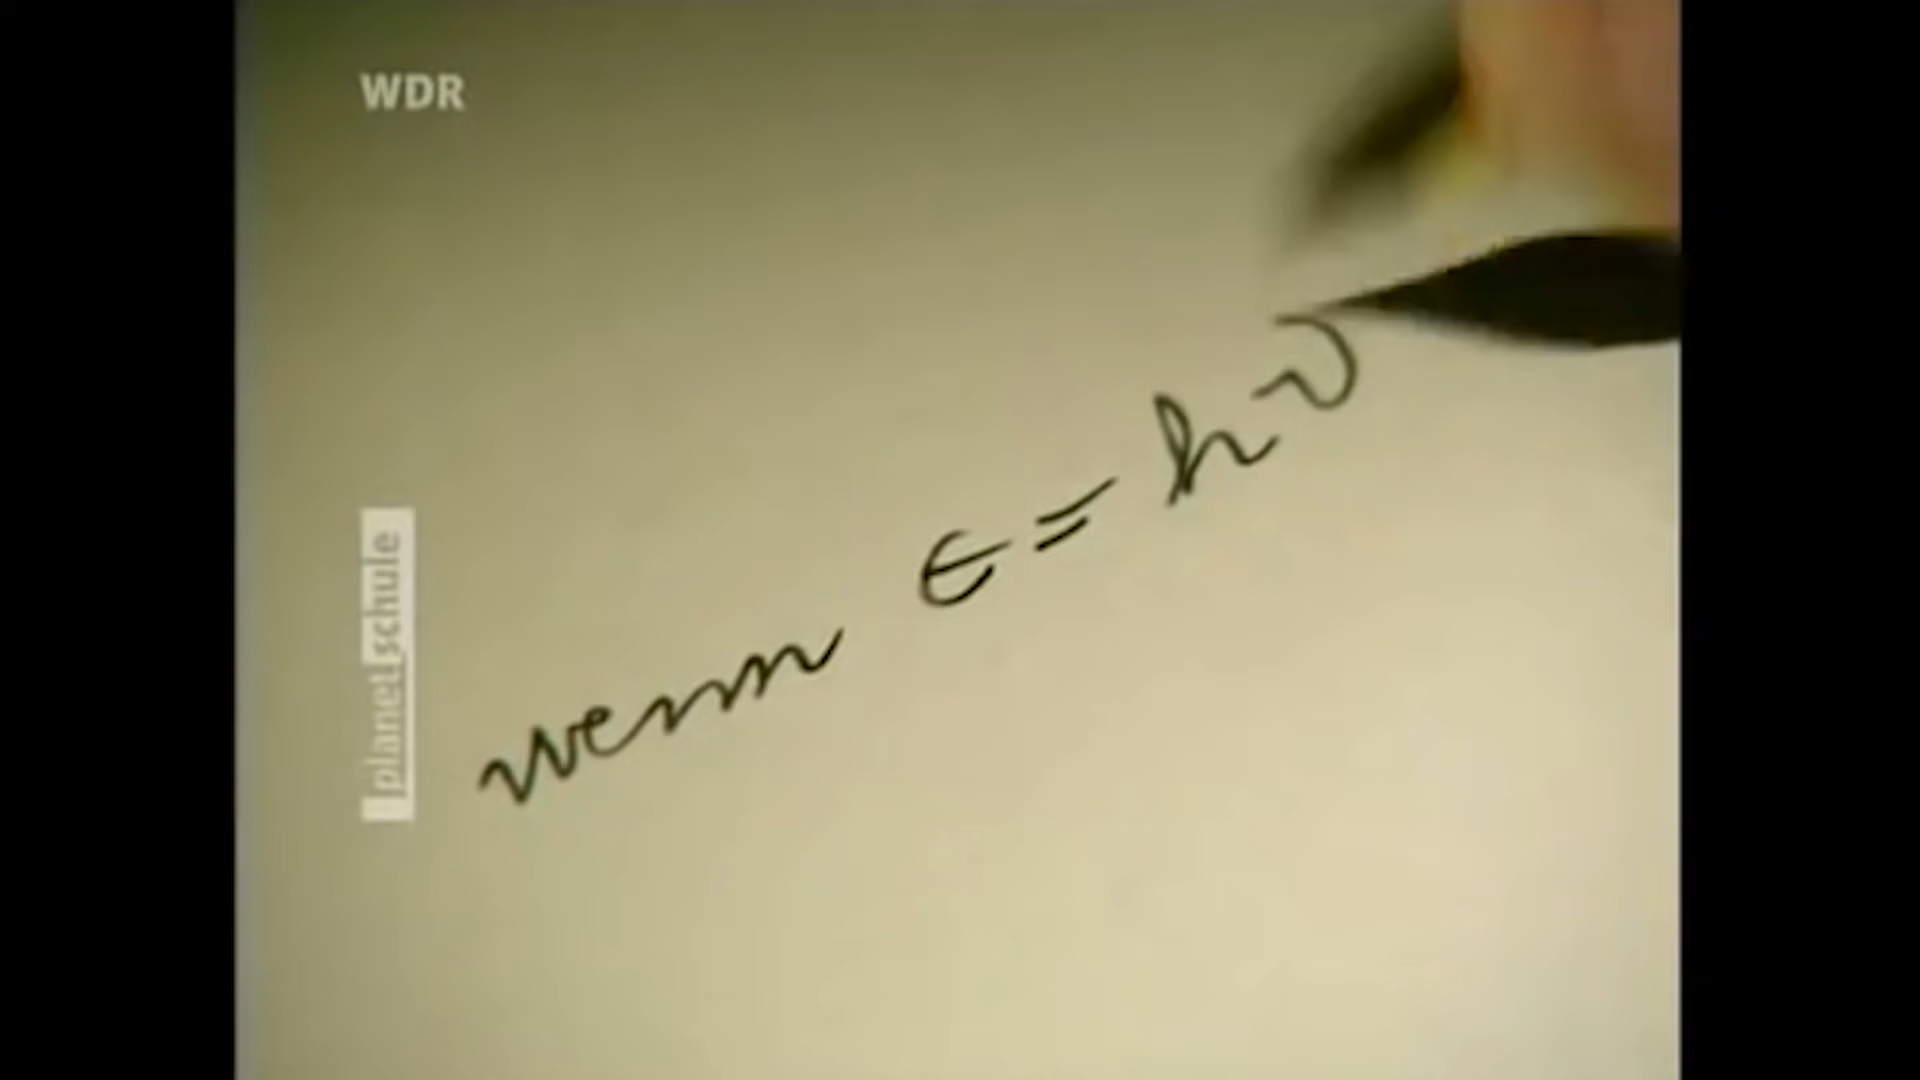 WDR
planet schule
wenn ϵ = hν